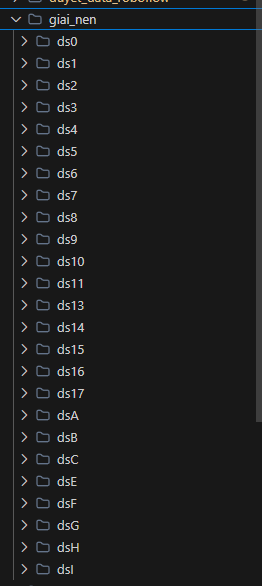 duyet_data_roboflow
giai_nen
ds0
ds1
ds2
ds3
ds4
ds5
ds6
ds7
ds8
ds9
ds10
ds11
ds13
ds14
ds15
ds16
ds17
dsA
dsB
dsC
dsE
dsF
dsG
dsH
dsI